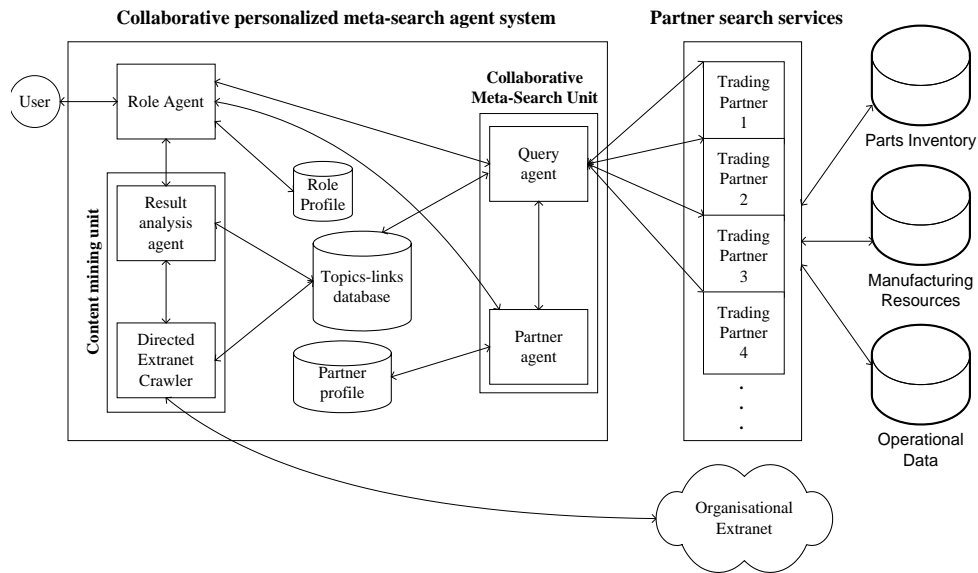 Collaborative personalized meta-search agent system
Partner search services
User
Role Agent
Collaborative
Meta-Search Unit
Query
agent
Role
Profile
Content mining unit
Result
analysis
agent
Topics-links
database
Directed
Extranet
Crawler
Partner
profile
Partner
agent
Trading
Partner
1
Trading
Partner
2
Trading
Partner
3
Trading
Partner
4
Parts Inventory
Manufacturing
Resources
Operational
Data
Organisational
Extranet